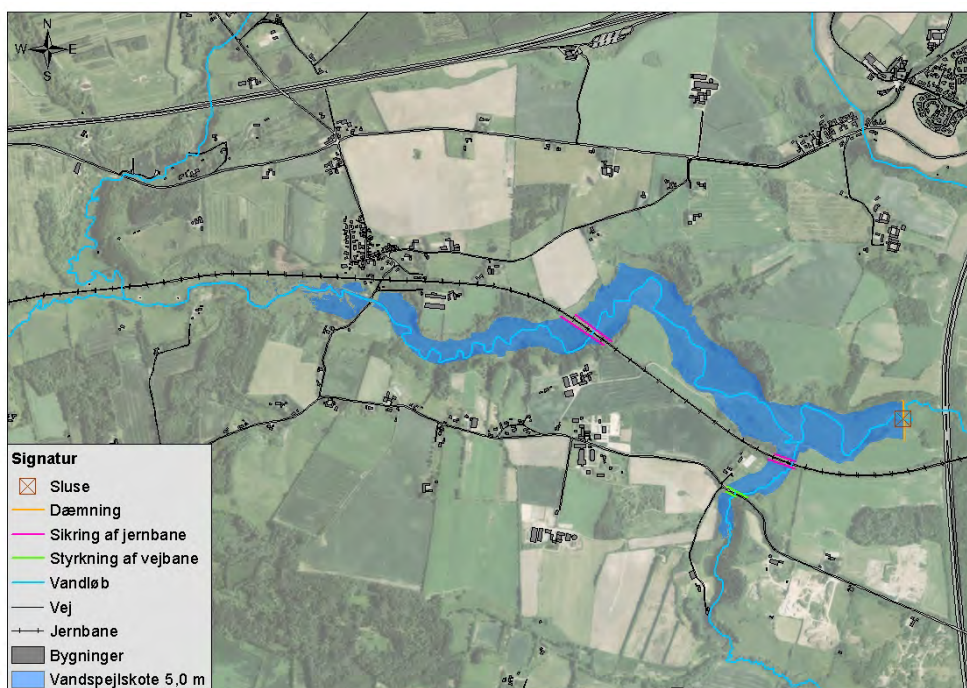 N
W E
S
Signatur
Sluse
Dæmning
Sikring af jernbane
Styrkning af vejbane
Vandløb
Vej
Jernbane
Bygninger
Vandspejlskote 5,0 m